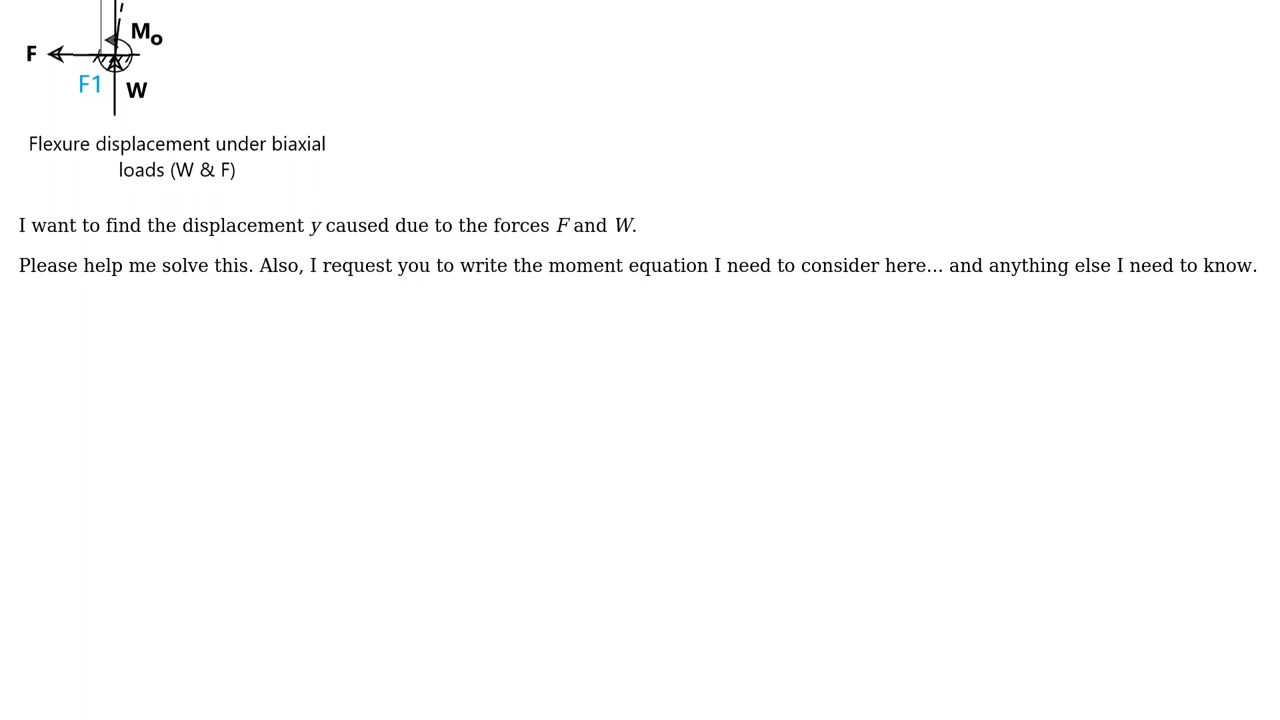 Mo
F
F1
W
Flexure displacement under biaxial
loads (W & F)
I want to find the displacement y caused due to the forces F and W.
Please help me solve this. Also, I request you to write the moment equation I need to consider here... and anything else I need to know.